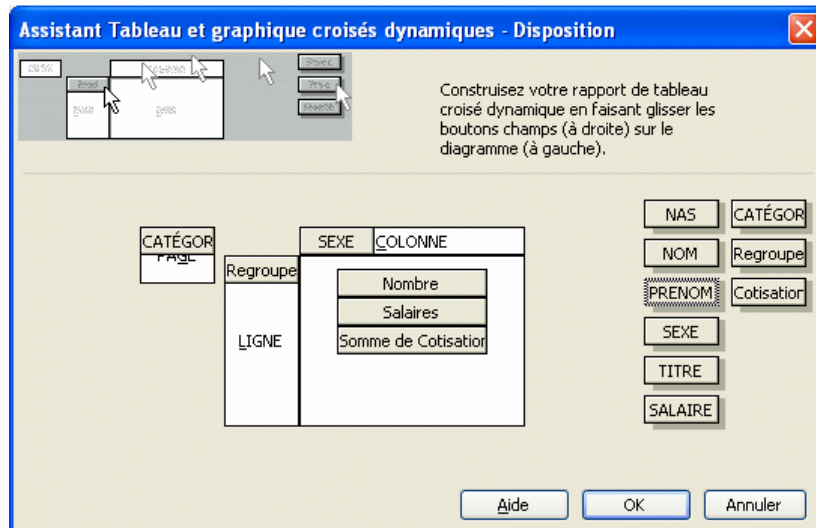 Assistant Tableau et graphique croisés dynamiques - Disposition
Construisez votre rapport de tableau
croisé dynamique en faisant glisser les
boutons champs (à droite) sur le
diagramme (à gauche).
CATÉGOR
PAGE
SEXE COLONNE
Regroupe
LIGNE
Nombre
Salaires
Somme de Cotisation
NAS CATÉGOR
NOM Regroupe
PRENOM Cotisation
SEXE
TITRE
SALAIRE
Aide OK Annuler